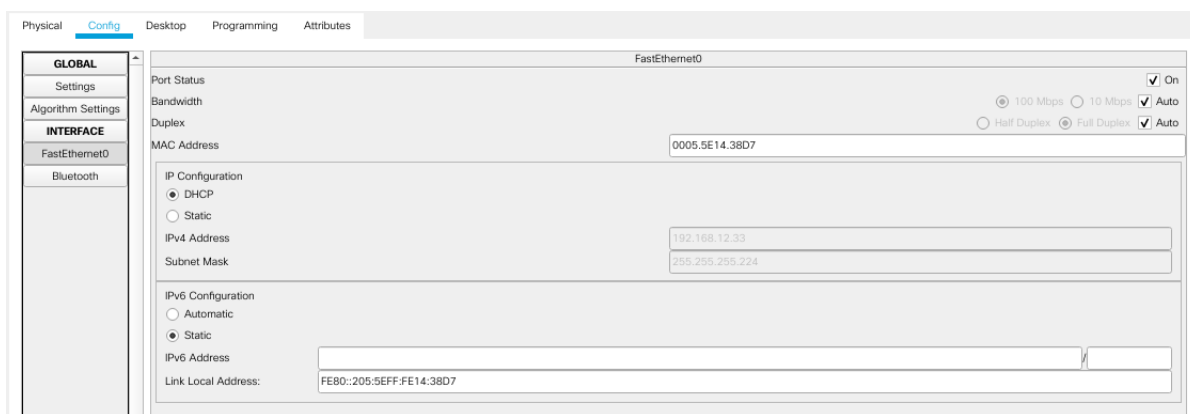 Physical Config Desktop Programming Attributes
GLOBAL
Settings
Algorithm Settings
INTERFACE
FastEthernet0
Bluetooth
FastEthernet0
Port Status On
Bandwidth 100 Mbps 10 Mbps Auto
Duplex Half Duplex Full Duplex Auto
MAC Address 0005.5E14.38D7
IP Configuration
DHCP
Static
IPv4 Address 192.168.12.33
Subnet Mask 255.255.255.224
IPv6 Configuration
Automatic
Static
IPv6 Address /
Link Local Address: FE80::205:5EFF:FE14:38D7